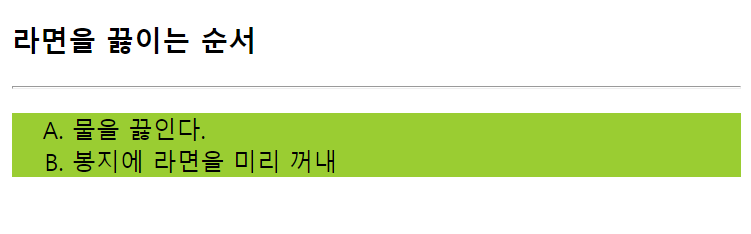 라면을 끓이는 순서
A. 물을 끓인다.
B. 봉지에 라면을 미리 꺼내